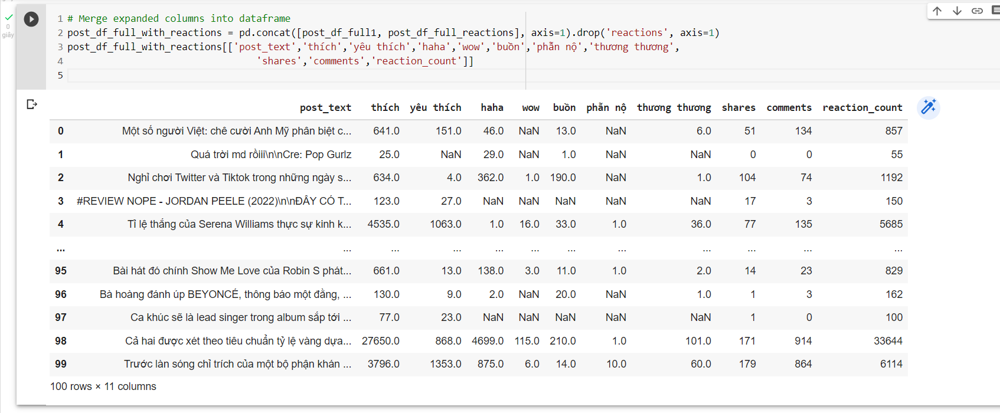 0
giây
1 # Merge expanded columns into dataframe
2 post_df_full_with_reactions = pd.concat([post_df_full1, post_df_full_reactions], axis=1).drop('reactions', axis=1)
3 post_df_full_with_reactions[['post_text','thích','yêu thích','haha','wow','buồn','phẫn nộ','thương thương',
4 'shares','comments','reaction_count']]
5
post_text thích yêu thích haha wow buồn phẫn nộ thương thương shares comments reaction_count
0 Một số người Việt: chê cười Anh Mỹ phân biệt c... 641.0 151.0 46.0 NaN 13.0 NaN 6.0 51 134 857
1 Quá trời md rồiii\n\nCre: Pop Gurlz 25.0 NaN 29.0 NaN 1.0 NaN NaN 0 0 55
2 Nghỉ chơi Twitter và Tiktok trong những ngày s... 634.0 4.0 362.0 1.0 190.0 NaN 1.0 104 74 1192
3 #REVIEW NOPE - JORDAN PEELE (2022)\n\nĐÂY CÓ T... 123.0 27.0 NaN NaN NaN NaN NaN 17 3 150
4 Tỉ lệ thắng của Serena Williams thực sự kinh k... 4535.0 1063.0 1.0 16.0 33.0 1.0 36.0 77 135 5685
... ... ... ... ... ... ... ... ... ... ... ...
95 Bài hát đó chính Show Me Love của Robin S phát... 661.0 13.0 138.0 3.0 11.0 1.0 2.0 14 23 829
96 Bà hoàng đánh úp BEYONCÉ, thông báo một đằng, ... 130.0 9.0 2.0 NaN 20.0 NaN 1.0 1 3 162
97 Ca khúc sẽ là lead singer trong album sắp tới ... 77.0 23.0 NaN NaN NaN NaN NaN 1 0 100
98 Cả hai được xét theo tiêu chuẩn tỷ lệ vàng dựa... 27650.0 868.0 4699.0 115.0 210.0 1.0 101.0 171 914 33644
99 Trước làn sóng chỉ trích của một bộ phận khán ... 3796.0 1353.0 875.0 6.0 14.0 10.0 60.0 179 864 6114
100 rows × 11 columns